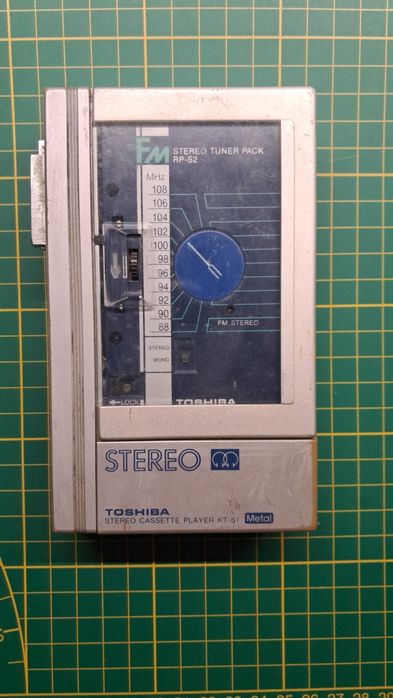 FM STEREO TUNER PACK
RP-S2
MHz
108
106
104
102
100
98
96
94
92
90
88
FM STEREO
STEREO
MONO
←LOCK
TOSHIBA
STEREO
TOSHIBA
STEREO CASSETTE PLAYER KT-S1 Metal